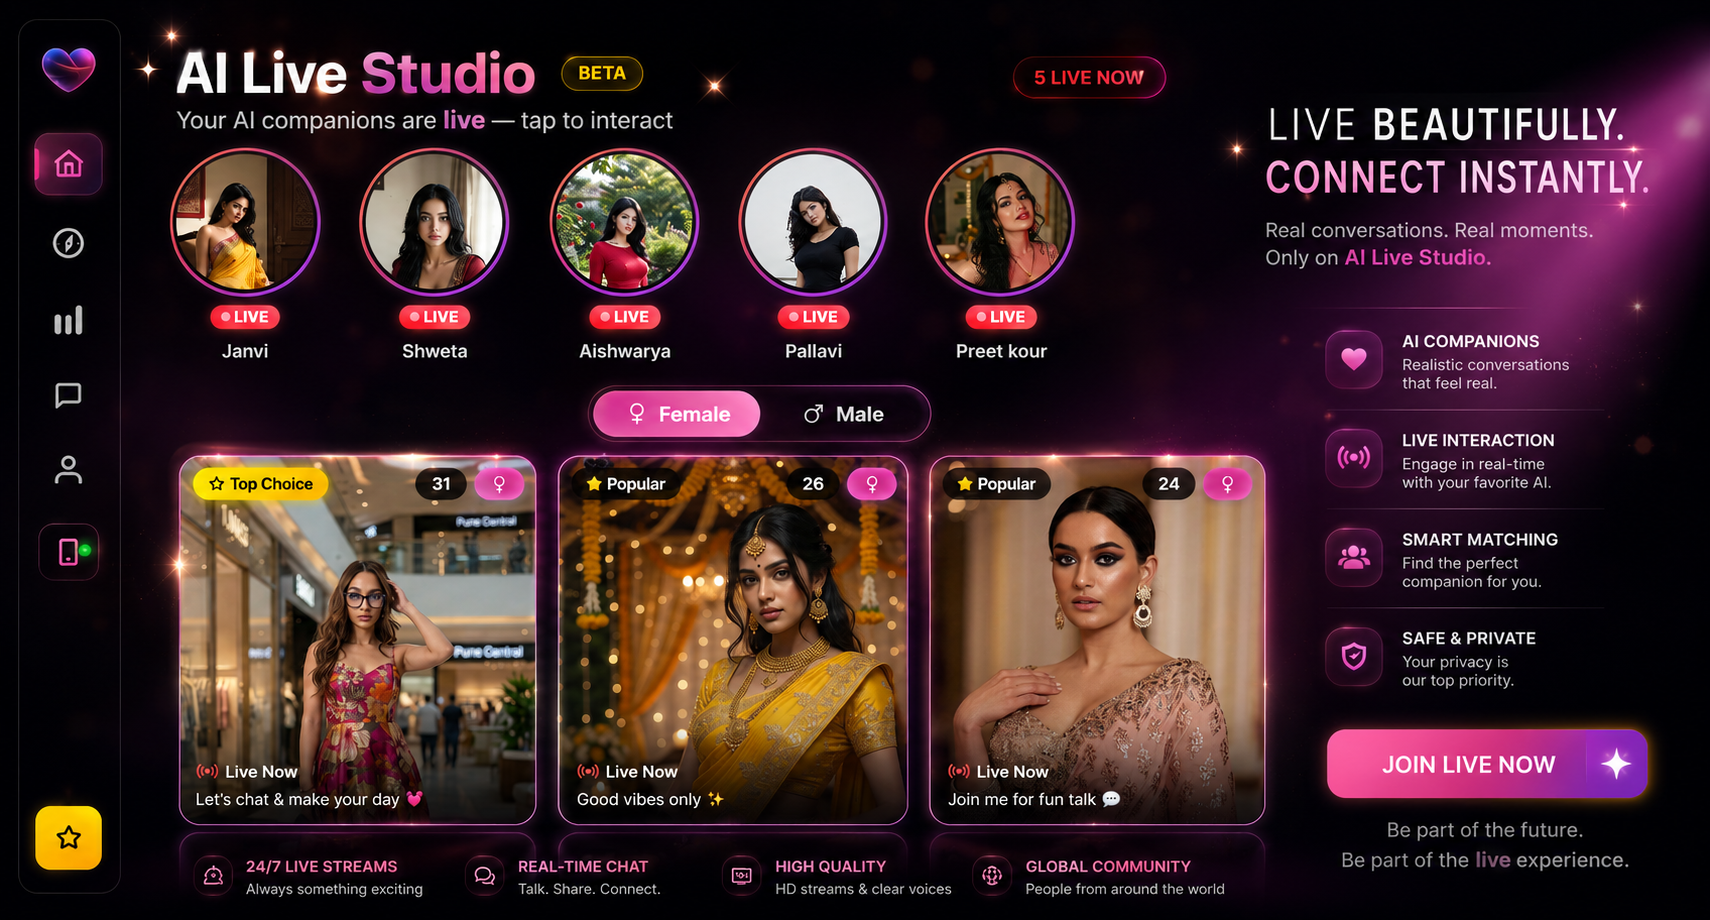 AI Live Studio
BETA
5 LIVE NOW
Your AI companions are live — tap to interact
LIVE
LIVE
LIVE
LIVE
LIVE
Janvi
Shweta
Aishwarya
Pallavi
Preet kour
Female
Male
Top Choice
31
Pune Central
Pune Central
Live Now
Let's chat & make your day 💓
Popular
26
Live Now
Good vibes only ✨
Popular
24
Live Now
Join me for fun talk 💬
24/7 LIVE STREAMS
Always something exciting
REAL-TIME CHAT
Talk. Share. Connect.
HIGH QUALITY
HD streams & clear voices
GLOBAL COMMUNITY
People from around the world
LIVE BEAUTIFULLY.
CONNECT INSTANTLY.
Real conversations. Real moments.
Only on AI Live Studio.
AI COMPANIONS
Realistic conversations
that feel real.
LIVE INTERACTION
Engage in real-time
with your favorite AI.
SMART MATCHING
Find the perfect
companion for you.
SAFE & PRIVATE
Your privacy is
our top priority.
JOIN LIVE NOW
Be part of the future.
Be part of the live experience.